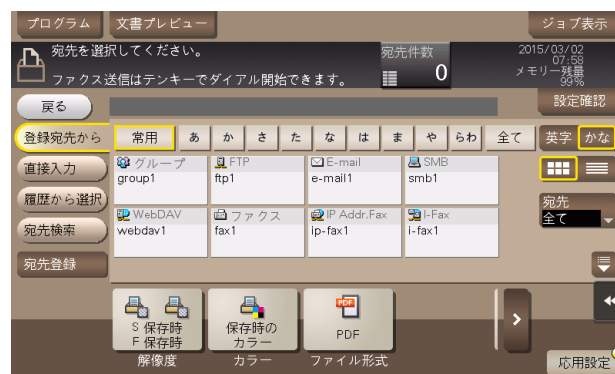 プログラム 文書プレビュー ジョブ表示
宛先を選択してください。
ファクス送信はテンキーでダイアル開始できます。
宛先件数
0
2015/03/02
07:58
メモリー残量
99%
戻る
設定確認
登録宛先から
常用 あ か さ た な は ま や らわ 全て 英字 かな
直接入力
履歴から選択
宛先検索
宛先登録
グループ
group1
FTP
ftp1
E-mail
e-mail1
SMB
smb1
WebDAV
webdav1
ファクス
fax1
IP Addr.Fax
ip-fax1
I-Fax
i-fax1
宛先
全て
S 保存時
F 保存時
解像度
保存時の
カラー
カラー
PDF
PDF
ファイル形式
応用設定